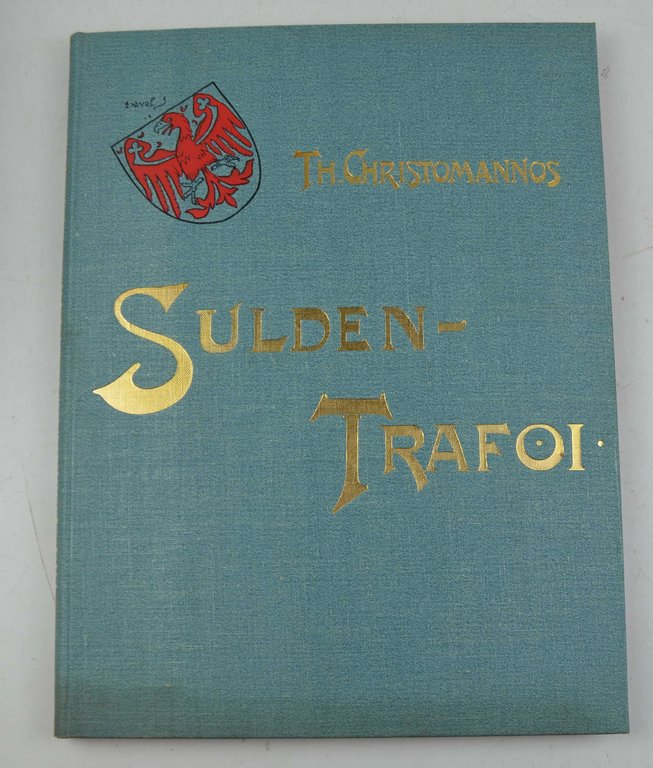 TH. CHRISTOMANNOS
SULDEN-
TRAFOI·